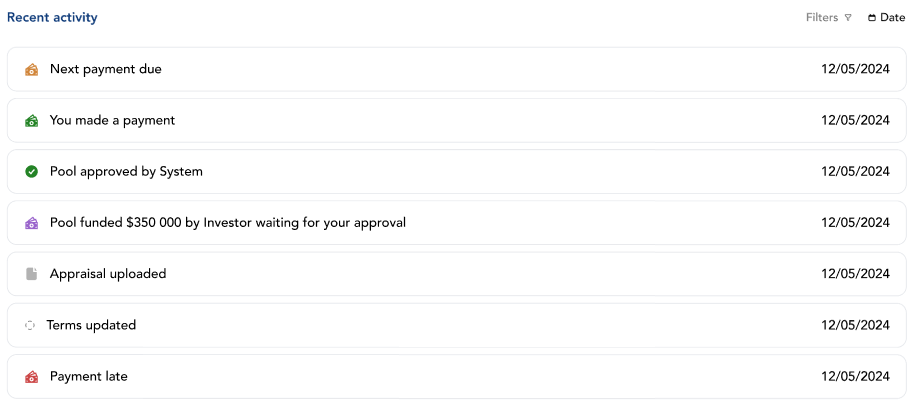 Recent activity Filters Date
Next payment due 12/05/2024
You made a payment 12/05/2024
Pool approved by System 12/05/2024
Pool funded $350 000 by Investor waiting for your approval 12/05/2024
Appraisal uploaded 12/05/2024
Terms updated 12/05/2024
Payment late 12/05/2024